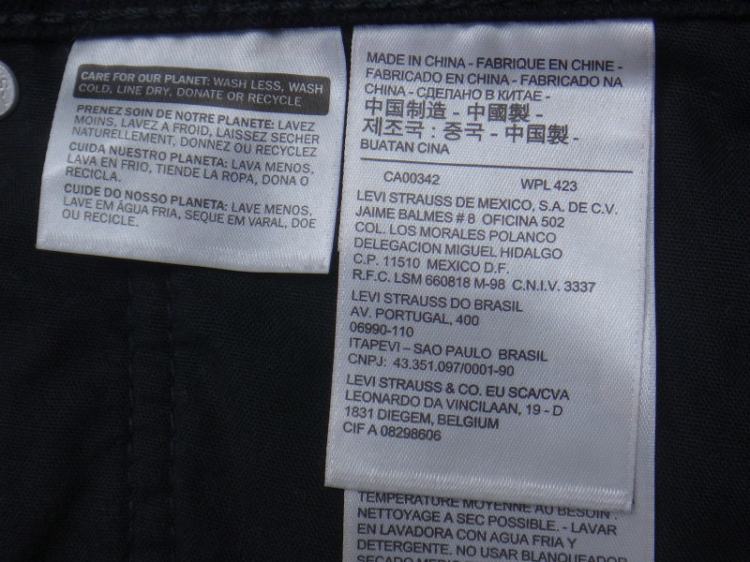 CARE FOR OUR PLANET: WASH LESS, WASH
COLD, LINE DRY, DONATE OR RECYCLE
PRENEZ SOIN DE NOTRE PLANETE: LAVEZ
MOINS, LAVEZ A FROID, LAISSEZ SECHER
NATURELLEMENT, DONNEZ OU RECYCLEZ
CUIDA NUESTRO PLANETA: LAVA MENOS,
LAVA EN FRIO, TIENDE LA ROPA, DONA O
RECICLA.
CUIDE DO NOSSO PLANETA: LAVE MENOS,
LAVE EM ÁGUA FRIA, SEQUE EM VARAL, DOE
OU RECICLE.
MADE IN CHINA - FABRIQUE EN CHINE -
FABRICADO EN CHINA - FABRICADO NA
CHINA - СДЕЛАНО В КИТАЕ -
中国制造 - 中國製 -
제조국 : 중국 - 中国製 -
BUATAN CINA
CA00342 WPL 423
LEVI STRAUSS DE MEXICO, S.A. DE C.V.
JAIME BALMES # 8 OFICINA 502
COL. LOS MORALES POLANCO
DELEGACION MIGUEL HIDALGO
C.P. 11510 MEXICO D.F.
R.F.C. LSM 660818 M-98 C.N.I.V. 3337
LEVI STRAUSS DO BRASIL
AV. PORTUGAL, 400
06990-110
ITAPEVI – SAO PAULO BRASIL
CNPJ: 43.351.097/0001-90
LEVI STRAUSS & CO. EU SCA/CVA
LEONARDO DA VINCILAAN, 19 - D
1831 DIEGEM, BELGIUM
CIF A 08298606
TEMPERATURE MOYENNE AU BESOIN :
NETTOYAGE A SEC POSSIBLE. - LAVAR
EN LAVADORA CON AGUA FRIA Y
DETERGENTE. NO USAR BLANQUEADOR